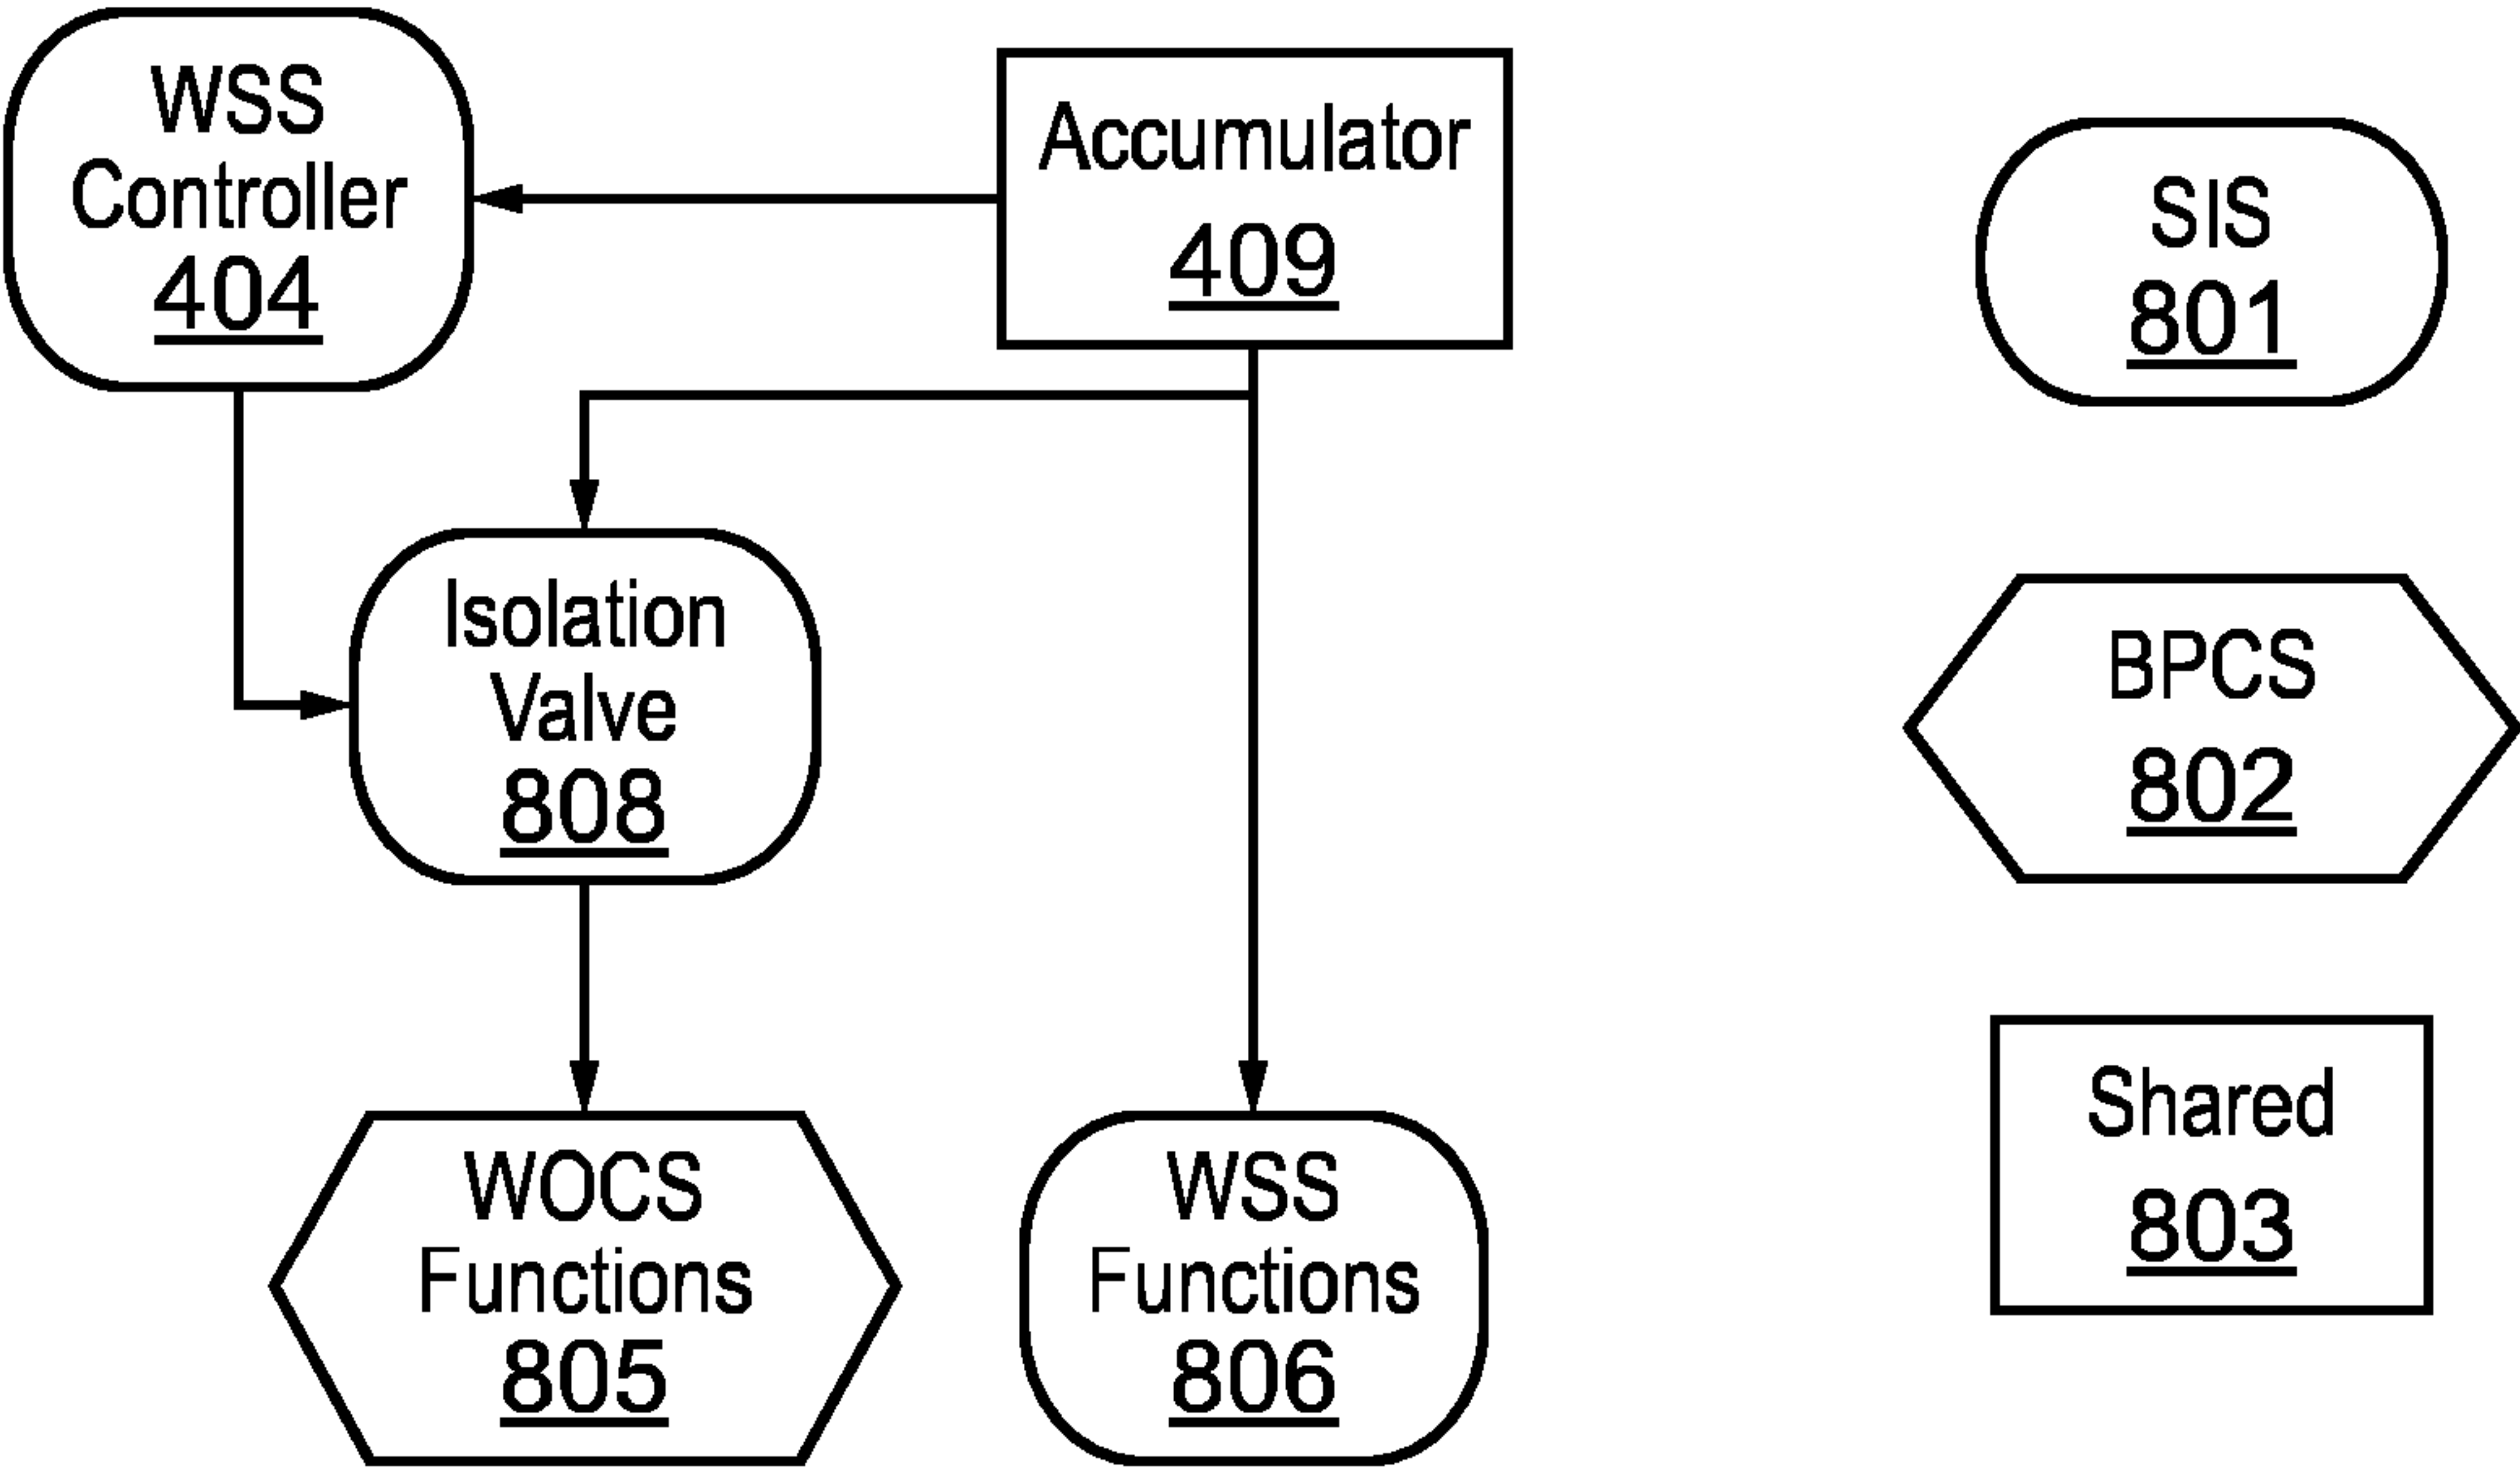 WSS
Controller
404
Accumulator
409
SIS
801
Isolation
Valve
808
BPCS
802
WOCS
Functions
805
WSS
Functions
806
Shared
803